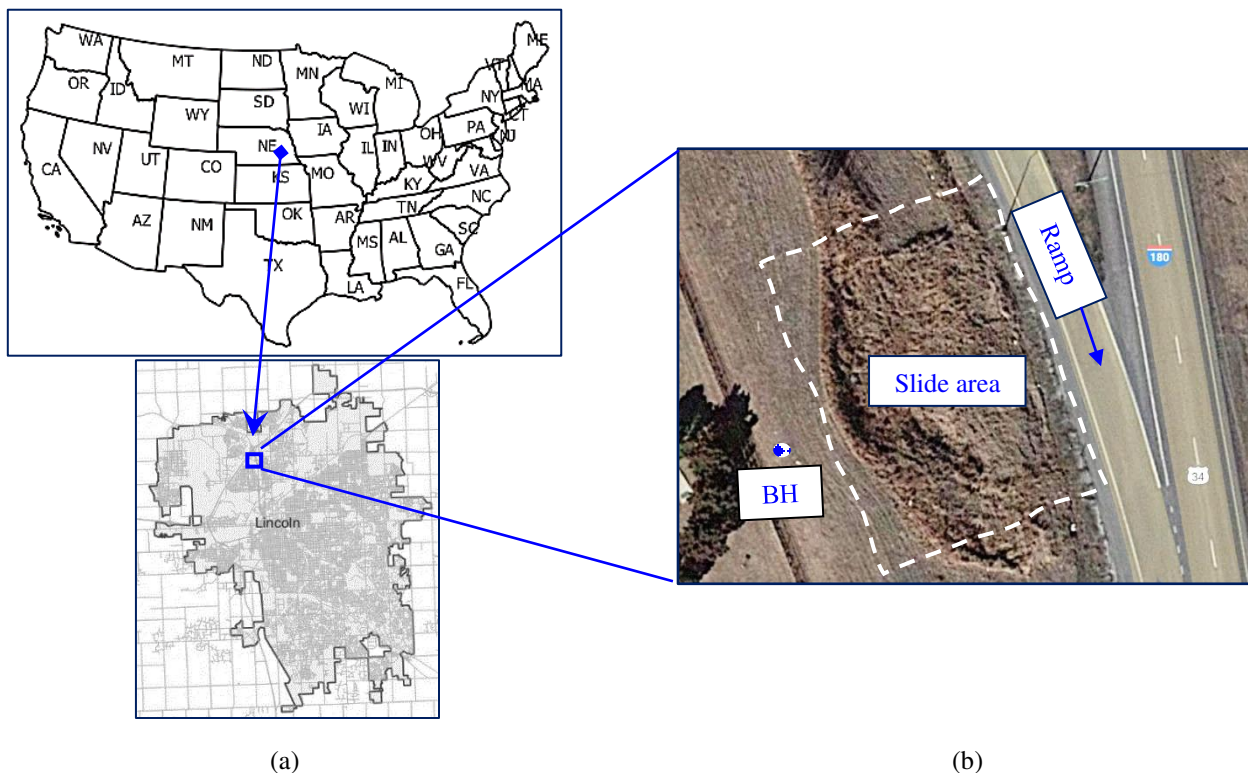 WA
MT
ND
MN
ME
VT
OR
ID
SD
WI
MI
NY
MA
CT
WY
IA
PA
NJ
NE
OH
IL
IN
NV
UT
CO
KS
MO
WV
VA
CA
KY
NC
AZ
NM
OK
AR
TN
SC
MS
AL
GA
TX
LA
FL
Lincoln
Ramp
180
Slide area
BH
34
(a)
(b)